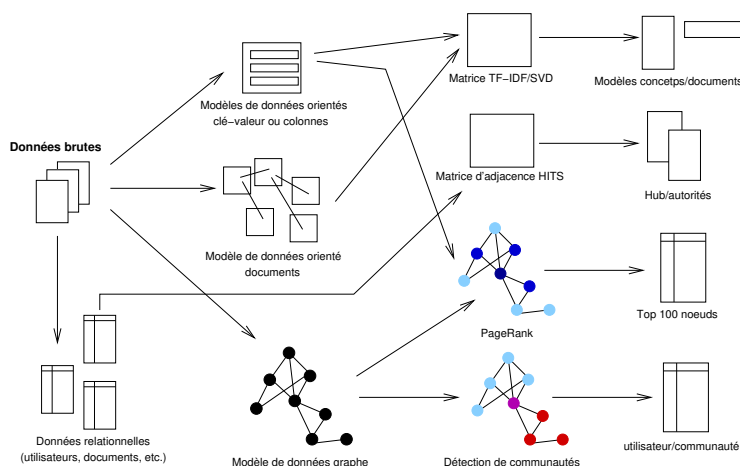 Modèles de données orientés
clé-valeur ou colonnes
Matrice TF-IDF/SVD
Modèles concetps/documents
Données brutes
Matrice d'adjacence HITS
Hub/autorités
Modèle de données orienté
documents
PageRank
Top 100 noeuds
Données relationnelles
(utilisateurs, documents, etc.)
Modèle de données graphe
Détection de communautés
utilisateur/communauté